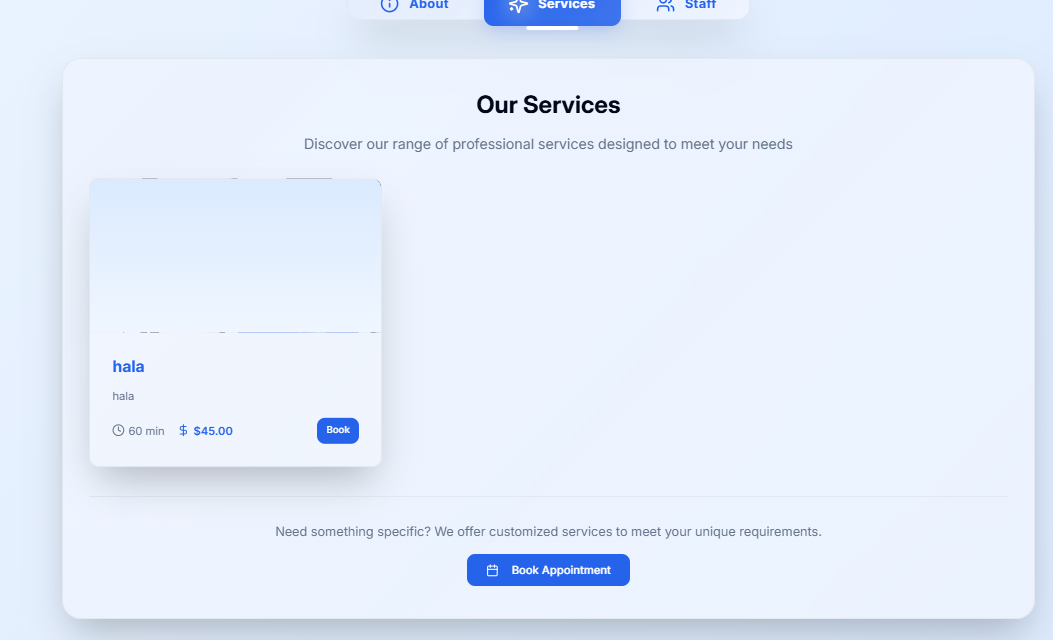 About Services Staff
Our Services
Discover our range of professional services designed to meet your needs
hala
hala
60 min $ $45.00 Book
Need something specific? We offer customized services to meet your unique requirements.
Book Appointment